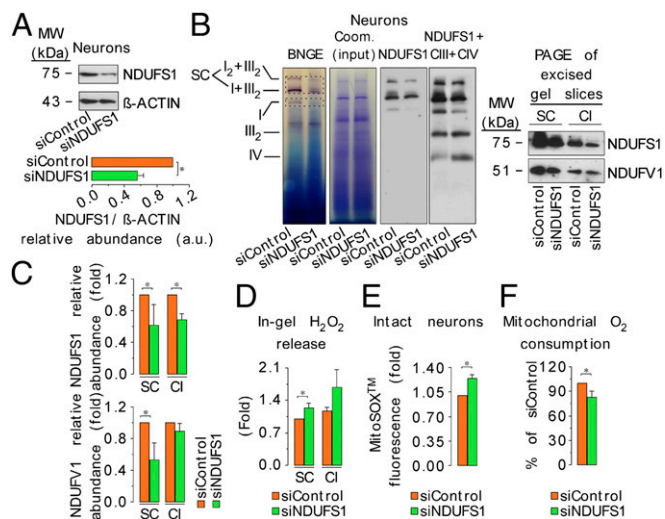 A
MW
(kDa)
Neurons
75
NDUFS1
43
ß-ACTIN
siControl
siNDUFS1
siControl
siNDUFS1
*
0.0
0.4
0.8
1.2
NDUFS1/ ß-ACTIN
relative abundance (a.u.)
B
Neurons
BNGE
Coom.
(input)
NDUFS1
NDUFS1+
CIII+CIV
SC
I2+III2
I+III2
I
III2
IV
siControl
siNDUFS1
siControl
siNDUFS1
siControl
siNDUFS1
siControl
siNDUFS1
PAGE of
excised
gel slices
MW
(kDa)
SC
CI
75
NDUFS1
51
NDUFV1
siControl
siNDUFS1
siControl
siNDUFS1
C
NDUFS1 relative
abundance (fold)
1.2
0.8
0.4
0.0
*
*
SC
CI
NDUFV1 relative
abundance (fold)
1.2
0.8
0.4
0.0
*
SC
CI
siControl
siNDUFS1
D
In-gel H2O2
release
(Fold)
2.0
1.6
1.1
0.7
0.2
*
SC
CI
siControl
siNDUFS1
E
Intact neurons
MitoSOX™
fluorescence (fold)
1.40
1.05
0.70
0.35
0.00
*
siControl
siNDUFS1
F
Mitochondrial O2
consumption
% of siControl
120
90
60
30
0
*
siControl
siNDUFS1